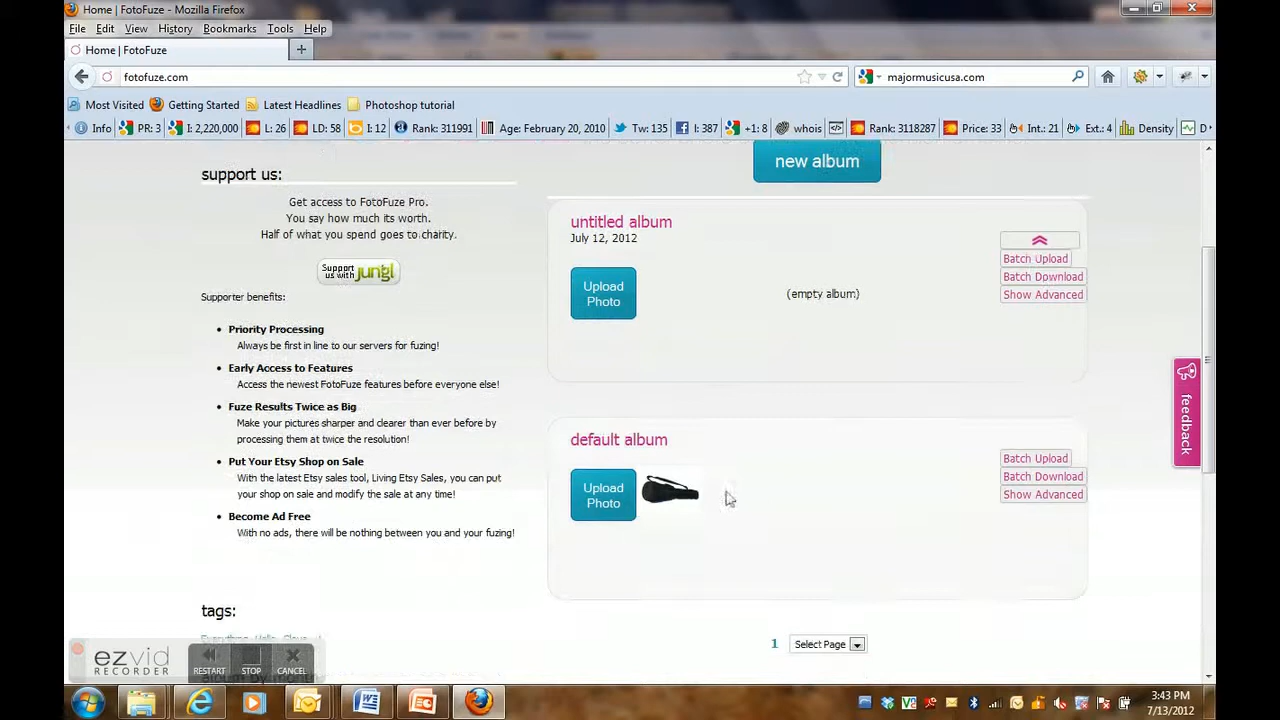 Home | FotoFuze - Mozilla Firefox
File Edit View History Bookmarks Tools Help
Home | FotoFuze
fotofuze.com
majormusicusa.com
Most Visited Getting Started Latest Headlines Photoshop tutorial
Info PR: 3 I: 2,220,000 L: 26 LD: 58 I: 12 Rank: 311991 Age: February 20, 2010 Tw: 135 I: 387 +1: 8 whois Rank: 3118287 Price: 33 Int.: 21 Ext.: 4 Density D
new album
support us:
Get access to FotoFuze Pro.
You say how much its worth.
Half of what you spend goes to charity.
Support
us with jungl
Supporter benefits:
Priority Processing
Always be first in line to our servers for fuzing!
Early Access to Features
Access the newest FotoFuze features before everyone else!
Fuze Results Twice as Big
Make your pictures sharper and clearer than ever before by
processing them at twice the resolution!
Put Your Etsy Shop on Sale
With the latest Etsy sales tool, Living Etsy Sales, you can put
your shop on sale and modify the sale at any time!
Become Ad Free
With no ads, there will be nothing between you and your fuzing!
tags:
untitled album
July 12, 2012
Upload
Photo
(empty album)
Batch Upload
Batch Download
Show Advanced
default album
Upload
Photo
Batch Upload
Batch Download
Show Advanced
1 Select Page
feedback
ezvid
RECORDER
RESTART STOP CANCEL
3:43 PM
7/13/2012